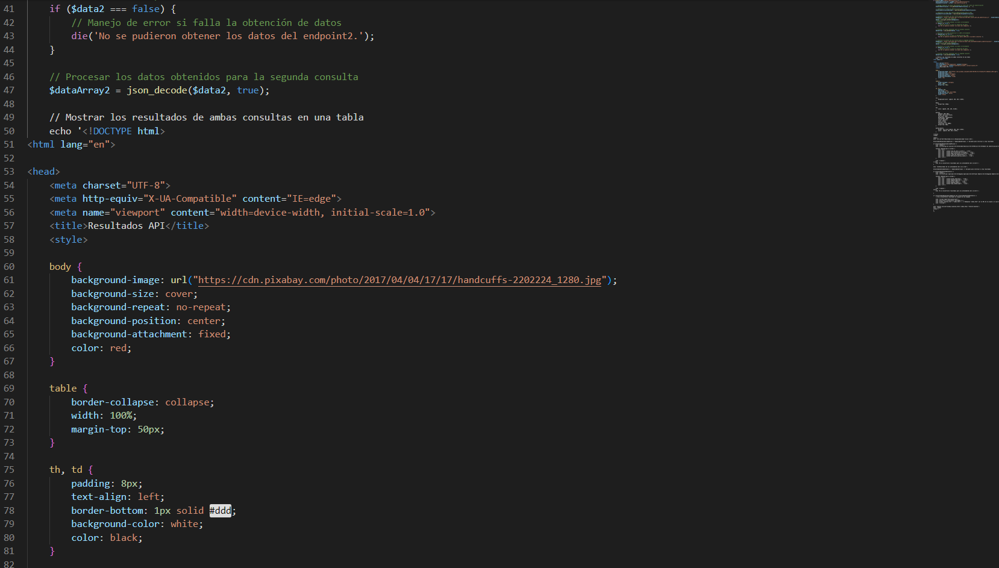 41 if ($data2 === false) {
42 // Manejo de error si falla la obtención de datos
43 die('No se pudieron obtener los datos del endpoint2.');
44 }
45
46 // Procesar los datos obtenidos para la segunda consulta
47 $dataArray2 = json_decode($data2, true);
48
49 // Mostrar los resultados de ambas consultas en una tabla
50 echo '<!DOCTYPE html>
51 <html lang="en">
52
53 <head>
54 <meta charset="UTF-8">
55 <meta http-equiv="X-UA-Compatible" content="IE=edge">
56 <meta name="viewport" content="width=device-width, initial-scale=1.0">
57 <title>Resultados API</title>
58 <style>
59
60 body {
61 background-image: url("https://cdn.pixabay.com/photo/2017/04/04/17/17/handcuffs-2202224_1280.jpg");
62 background-size: cover;
63 background-repeat: no-repeat;
64 background-position: center;
65 background-attachment: fixed;
66 color: red;
67 }
68
69 table {
70 border-collapse: collapse;
71 width: 100%;
72 margin-top: 50px;
73 }
74
75 th, td {
76 padding: 8px;
77 text-align: left;
78 border-bottom: 1px solid #ddd;
79 background-color: white;
80 color: black;
81 }
82